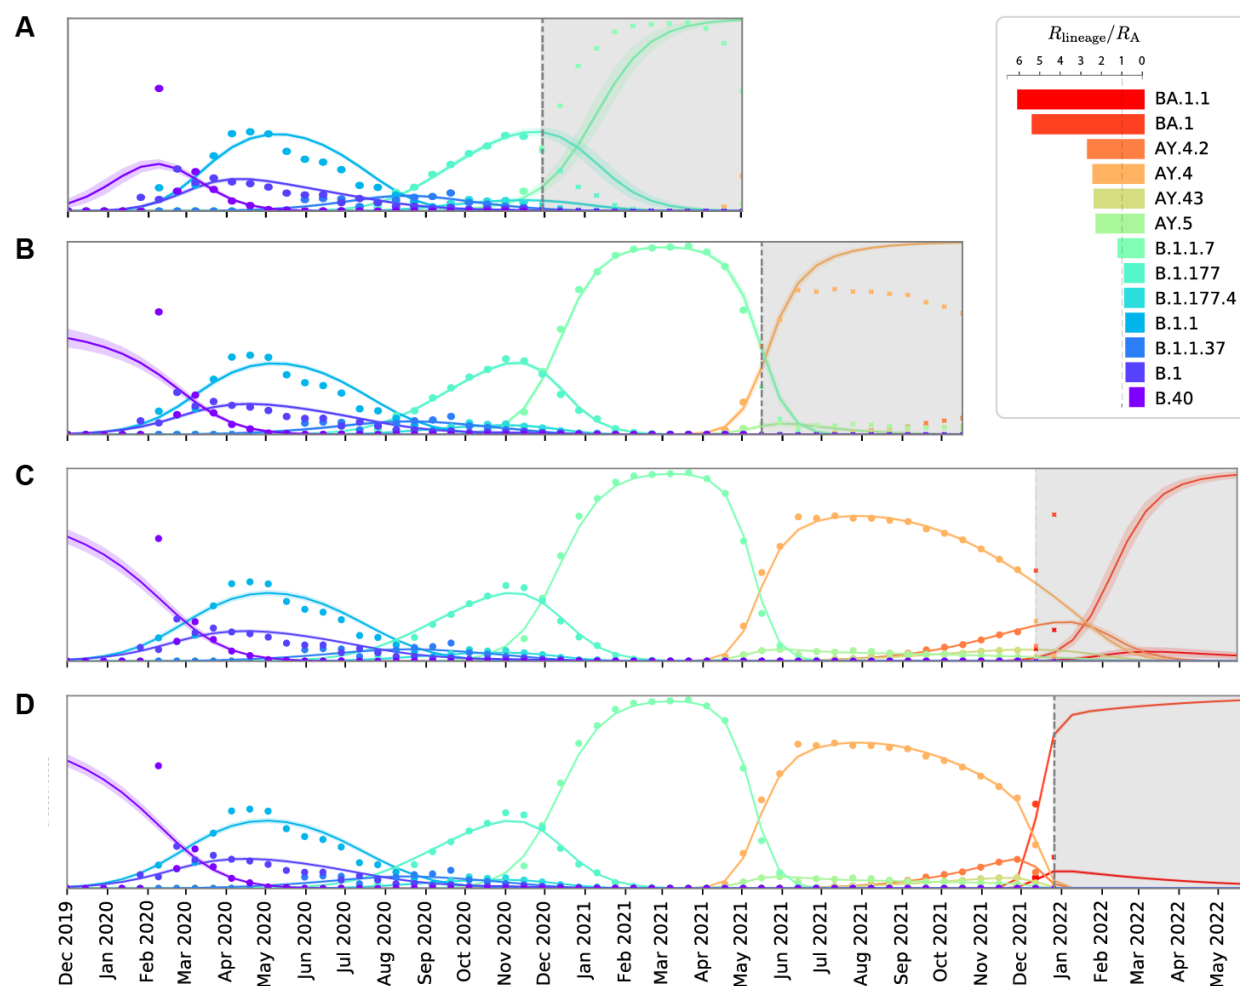 A
R_lineage/R_A
6 5 4 3 2 1 0
BA.1.1
BA.1
AY.4.2
AY.4
AY.43
AY.5
B.1.1.7
B.1.177
B.1.177.4
B.1.1
B.1.1.37
B.1
B.40
B
C
D
Dec 2019
Jan 2020
Feb 2020
Mar 2020
Apr 2020
May 2020
Jun 2020
Jul 2020
Aug 2020
Sep 2020
Oct 2020
Nov 2020
Dec 2020
Jan 2021
Feb 2021
Mar 2021
Apr 2021
May 2021
Jun 2021
Jul 2021
Aug 2021
Sep 2021
Oct 2021
Nov 2021
Dec 2021
Jan 2022
Feb 2022
Mar 2022
Apr 2022
May 2022